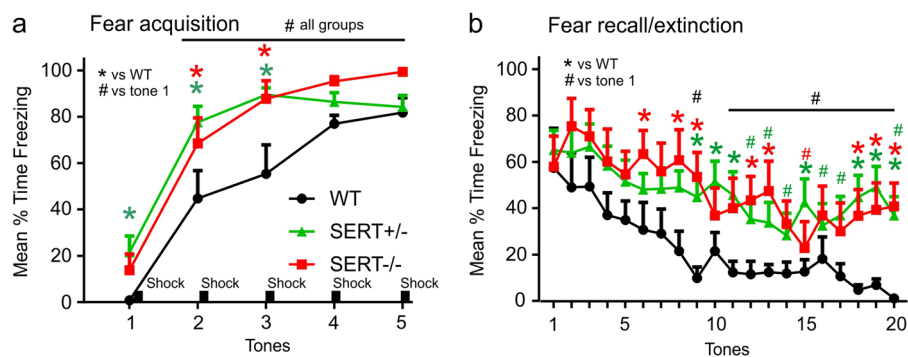 a
Fear acquisition
# all groups
* vs WT
# vs tone 1
* *
* *
*
Mean % Time Freezing
100
80
60
40
20
0
WT
SERT+/-
SERT-/-
Shock Shock Shock Shock Shock
1 2 3 4 5
Tones
b
Fear recall/extinction
* vs WT
# vs tone 1
# #
* * * * * * # # # # # # # * * * * * * * * * * #
Mean % Time Freezing
100
80
60
40
20
0
1 5 10 15 20
Tones